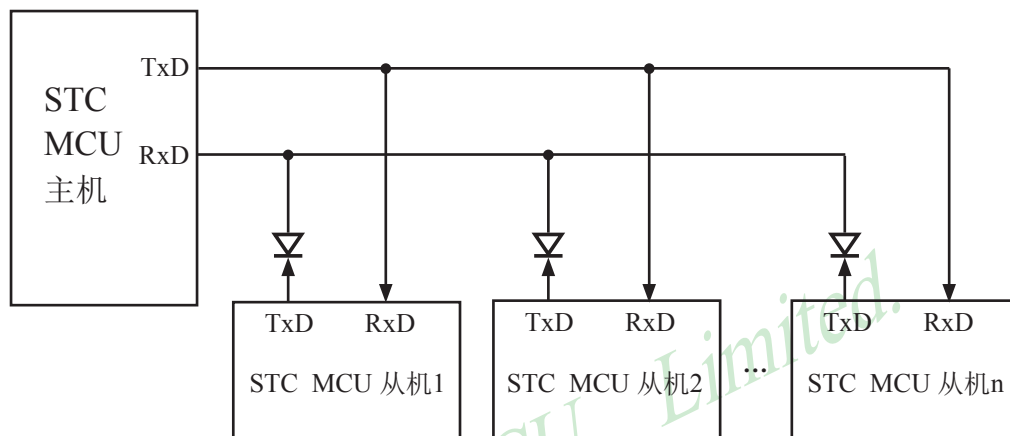 TxD
STC
MCU
RxD
主机
TxD RxD
TxD RxD
TxD RxD
STC MCU 从机1
STC MCU 从机2
...
STC MCU 从机n
Limited.